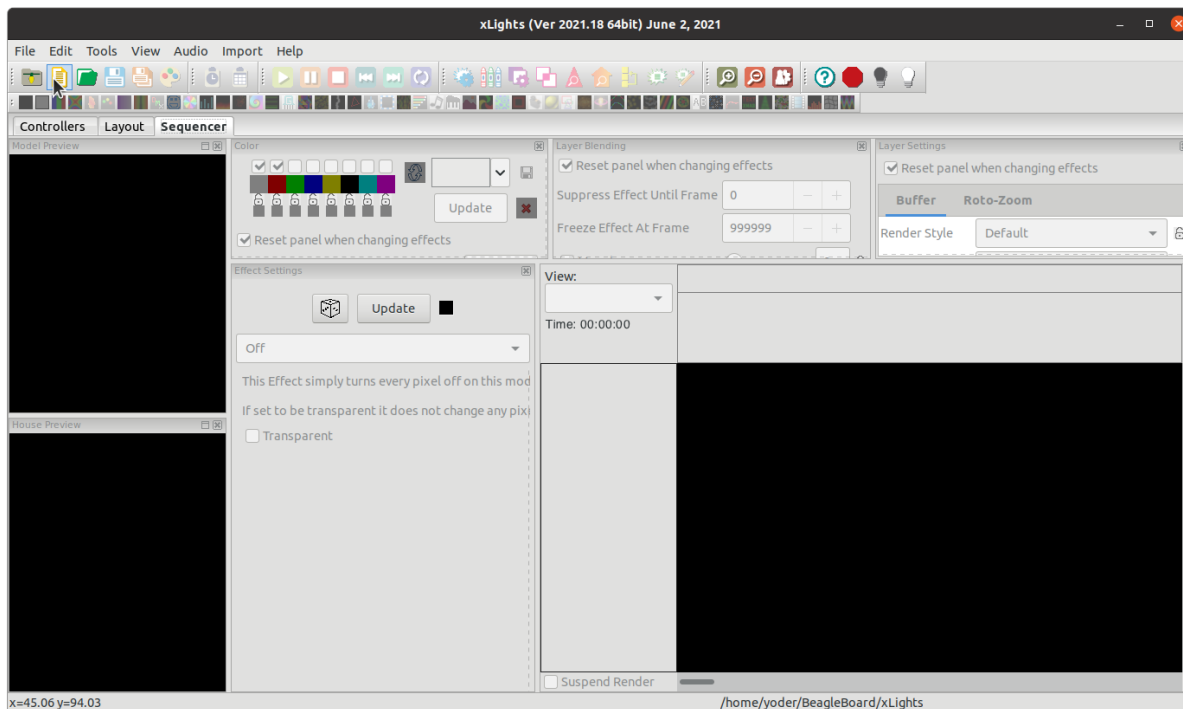 xLights (Ver 2021.18 64bit) June 2, 2021
File Edit Tools View Audio Import Help
Controllers Layout Sequencer
Model Preview
Color
Layer Blending
Layer Settings
Reset panel when changing effects
Reset panel when changing effects
Suppress Effect Until Frame 0
Buffer Roto-Zoom
Update
Freeze Effect At Frame 999999
Render Style Default
Reset panel when changing effects
Effect Settings
View:
Update
Time: 00:00:00
Off
This Effect simply turns every pixel off on this mod
If set to be transparent it does not change any pix
House Preview
Transparent
Suspend Render
x=45.06 y=94.03
/home/yoder/BeagleBoard/xLights